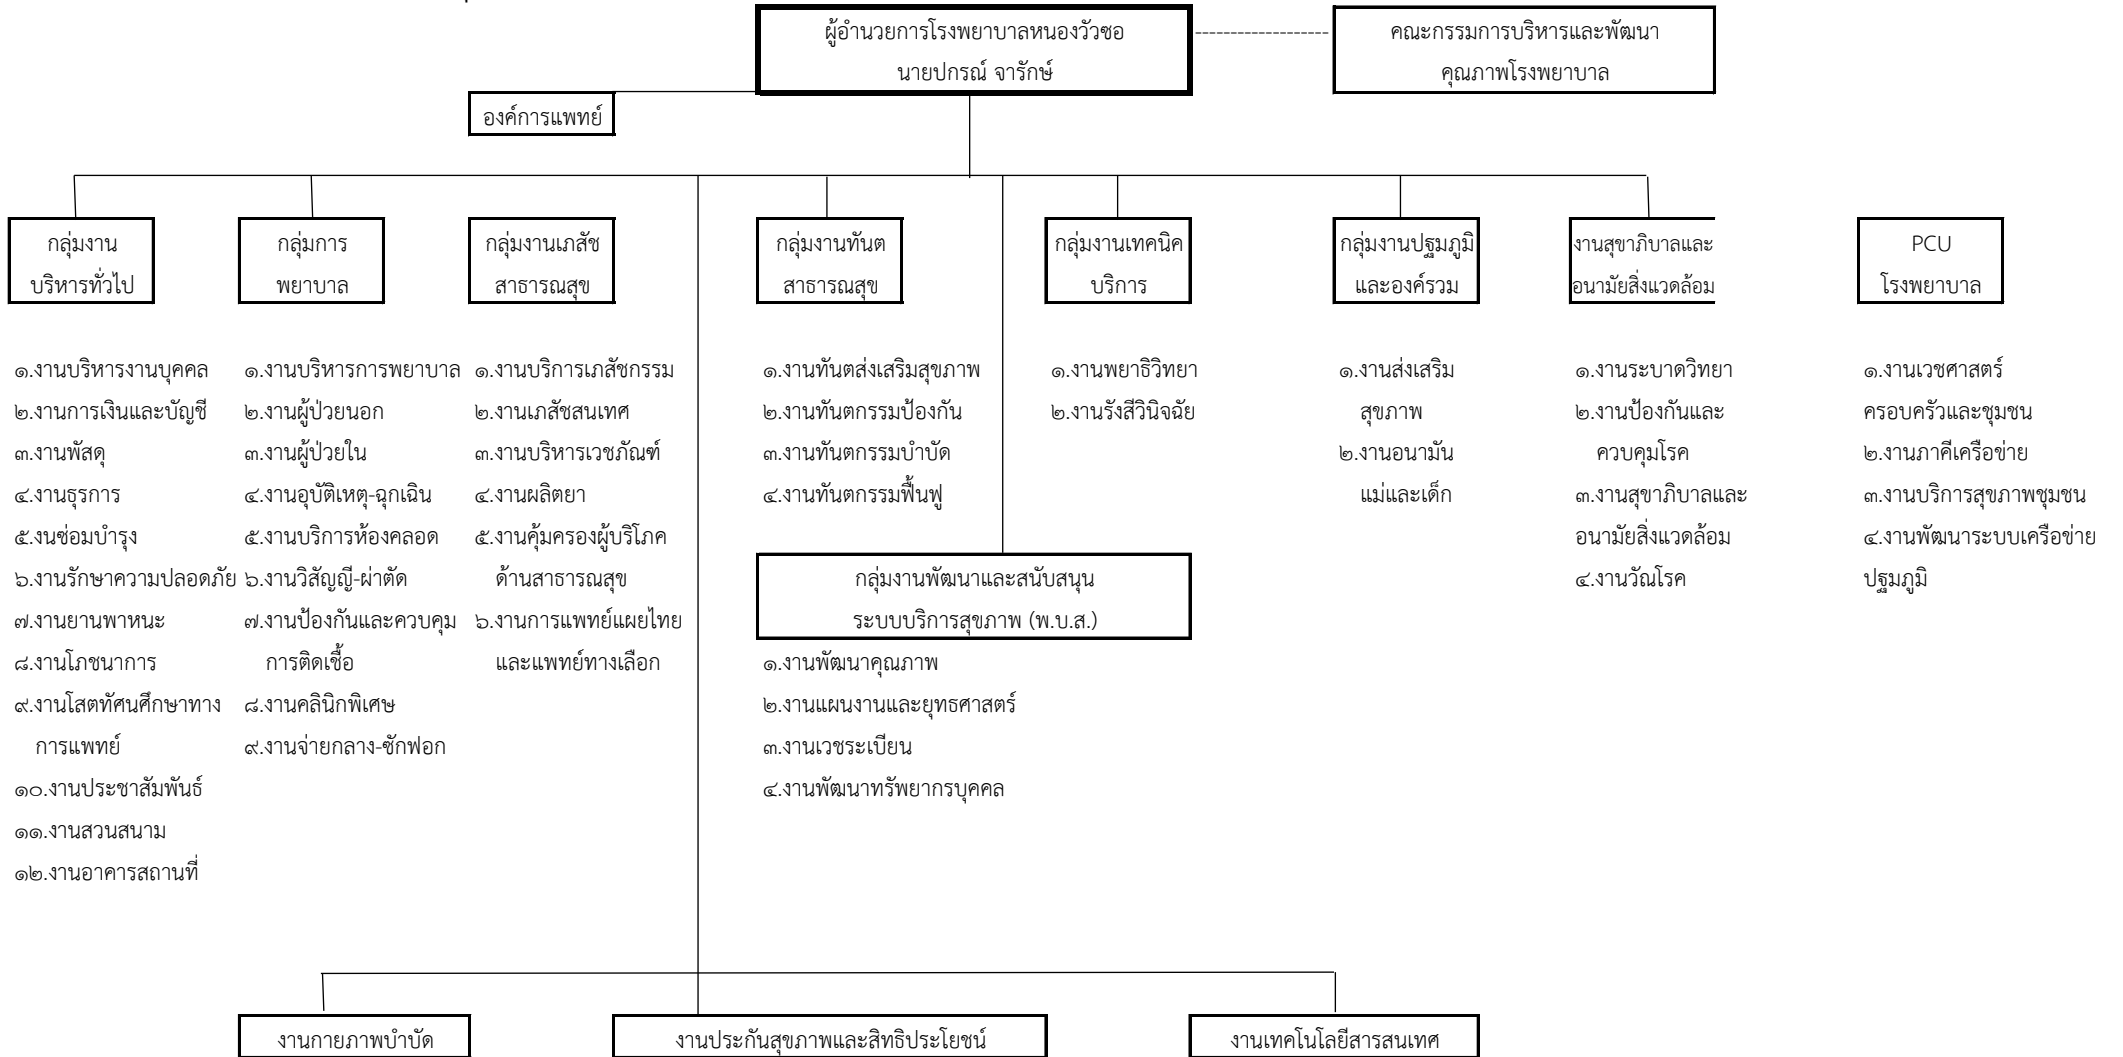 ผู้อำนวยการโรงพยาบาลหนองวัวซอ
นายปกรณ์ จารักษ์
คณะกรรมการบริหารและพัฒนา
คุณภาพโรงพยาบาล
องค์การแพทย์
กลุ่มงาน
บริหารทั่วไป
๑.งานบริหารงานบุคคล
๒.งานการเงินและบัญชี
๓.งานพัสดุ
๔.งานธุรการ
๕.งนซ่อมบำรุง
๖.งานรักษาความปลอดภัย
๗.งานยานพาหนะ
๘.งานโภชนาการ
๙.งานโสตทัศนศึกษาทาง
การแพทย์
๑๐.งานประชาสัมพันธ์
๑๑.งานสวนสนาม
๑๒.งานอาคารสถานที่
กลุ่มการ
พยาบาล
๑.งานบริหารการพยาบาล
๒.งานผู้ป่วยนอก
๓.งานผู้ป่วยใน
๔.งานอุบัติเหตุ-ฉุกเฉิน
๕.งานบริการห้องคลอด
๖.งานวิสัญญี-ผ่าตัด
๗.งานป้องกันและควบคุม
การติดเชื้อ
๘.งานคลินิกพิเศษ
๙.งานจ่ายกลาง-ซักฟอก
กลุ่มงานเภสัช
สาธารณสุข
๑.งานบริการเภสัชกรรม
๒.งานเภสัชสนเทศ
๓.งานบริหารเวชภัณฑ์
๔.งานผลิตยา
๕.งานคุ้มครองผู้บริโภค
ด้านสาธารณสุข
๖.งานการแพทย์แผยไทย
และแพทย์ทางเลือก
กลุ่มงานทันต
สาธารณสุข
๑.งานทันตส่งเสริมสุขภาพ
๒.งานทันตกรรมป้องกัน
๓.งานทันตกรรมบำบัด
๔.งานทันตกรรมฟื้นฟู
กลุ่มงานเทคนิค
บริการ
๑.งานพยาธิวิทยา
๒.งานรังสีวินิจฉัย
กลุ่มงานพัฒนาและสนับสนุน
ระบบบริการสุขภาพ (พ.บ.ส.)
๑.งานพัฒนาคุณภาพ
๒.งานแผนงานและยุทธศาสตร์
๓.งานเวชระเบียน
๔.งานพัฒนาทรัพยากรบุคคล
กลุ่มงานปฐมภูมิ
และองค์รวม
๑.งานส่งเสริม
สุขภาพ
๒.งานอนามัน
แม่และเด็ก
งานสุขาภิบาลและ
อนามัยสิ่งแวดล้อม
๑.งานระบาดวิทยา
๒.งานป้องกันและ
ควบคุมโรค
๓.งานสุขาภิบาลและ
อนามัยสิ่งแวดล้อม
๔.งานวัณโรค
PCU
โรงพยาบาล
๑.งานเวชศาสตร์
ครอบครัวและชุมชน
๒.งานภาคีเครือข่าย
๓.งานบริการสุขภาพชุมชน
๔.งานพัฒนาระบบเครือข่าย
ปฐมภูมิ
งานกายภาพบำบัด
งานประกันสุขภาพและสิทธิประโยชน์
งานเทคโนโลยีสารสนเทศ